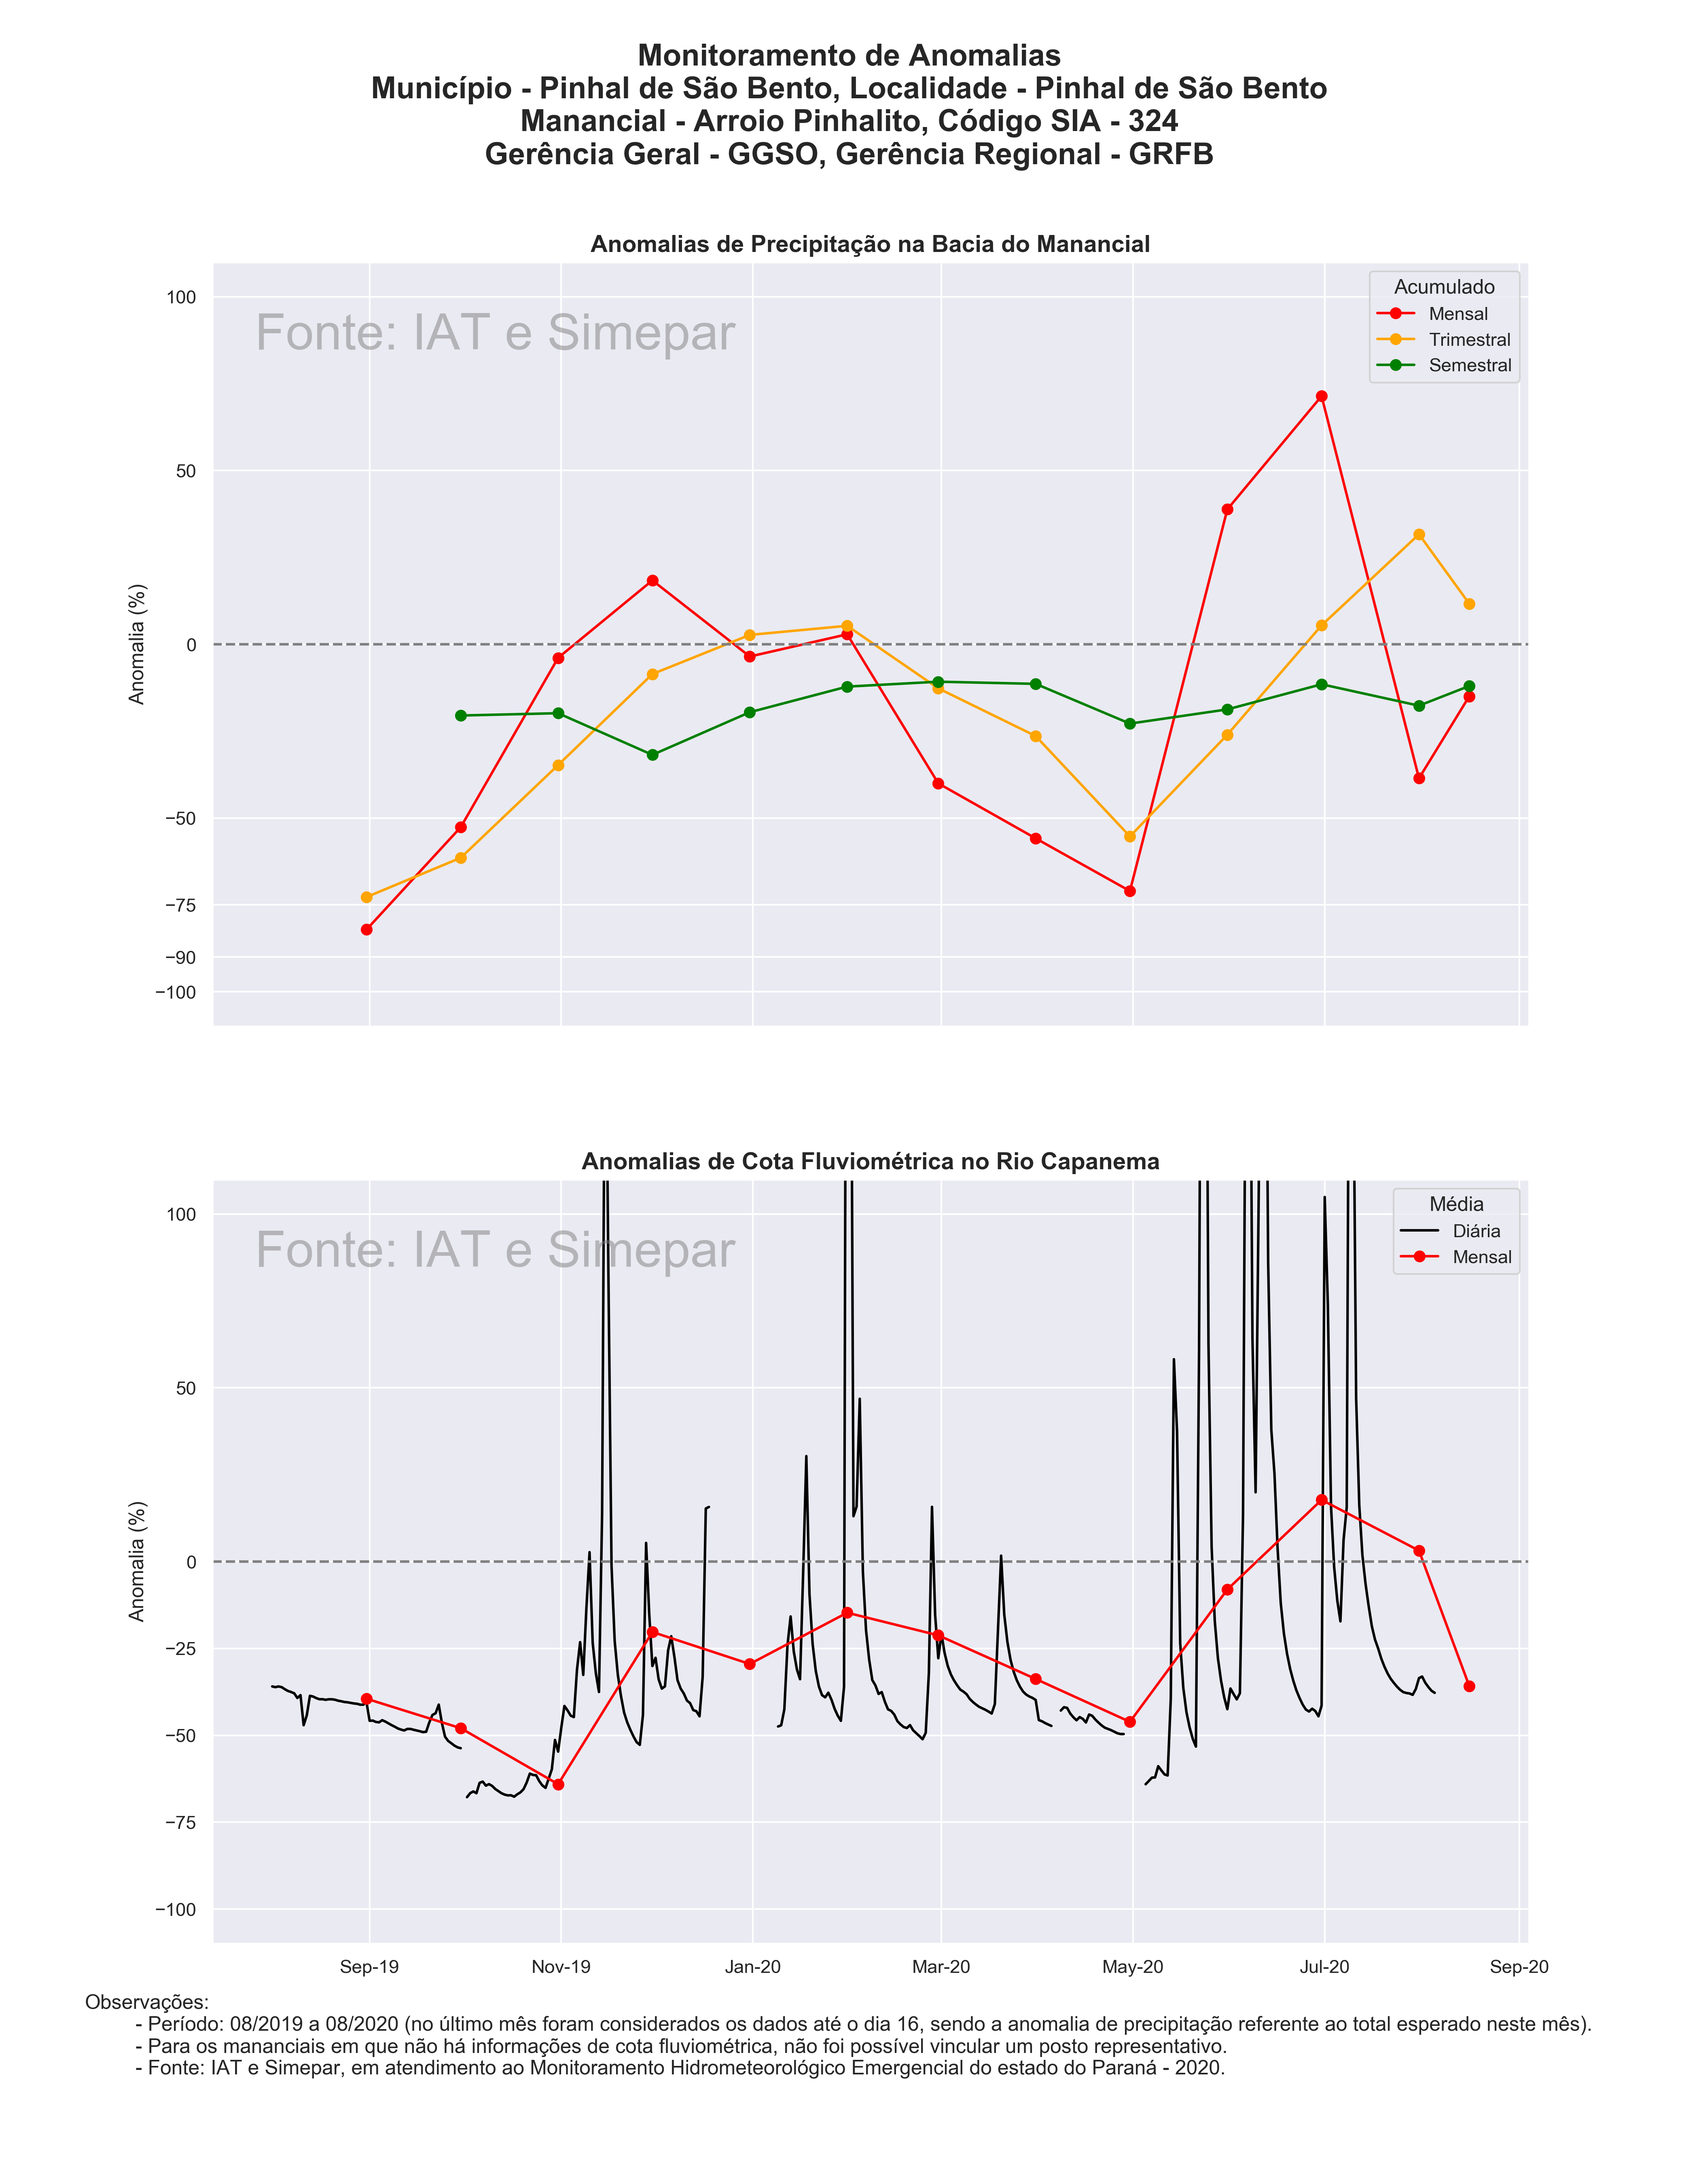 Monitoramento de Anomalias
Município - Pinhal de São Bento, Localidade - Pinhal de São Bento
Manancial - Arroio Pinhalito, Código SIA - 324
Gerência Geral - GGSO, Gerência Regional - GRFB
Anomalias de Precipitação na Bacia do Manancial
Fonte: IAT e Simepar
Acumulado
Mensal
Trimestral
Semestral
Anomalia (%)
100
50
0
−50
−75
−90
−100
Anomalias de Cota Fluviométrica no Rio Capanema
Fonte: IAT e Simepar
Média
Diária
Mensal
Anomalia (%)
100
50
0
−25
−50
−75
−100
Sep-19 Nov-19 Jan-20 Mar-20 May-20 Jul-20 Sep-20
Observações:
- Período: 08/2019 a 08/2020 (no último mês foram considerados os dados até o dia 16, sendo a anomalia de precipitação referente ao total esperado neste mês).
- Para os mananciais em que não há informações de cota fluviométrica, não foi possível vincular um posto representativo.
- Fonte: IAT e Simepar, em atendimento ao Monitoramento Hidrometeorológico Emergencial do estado do Paraná - 2020.